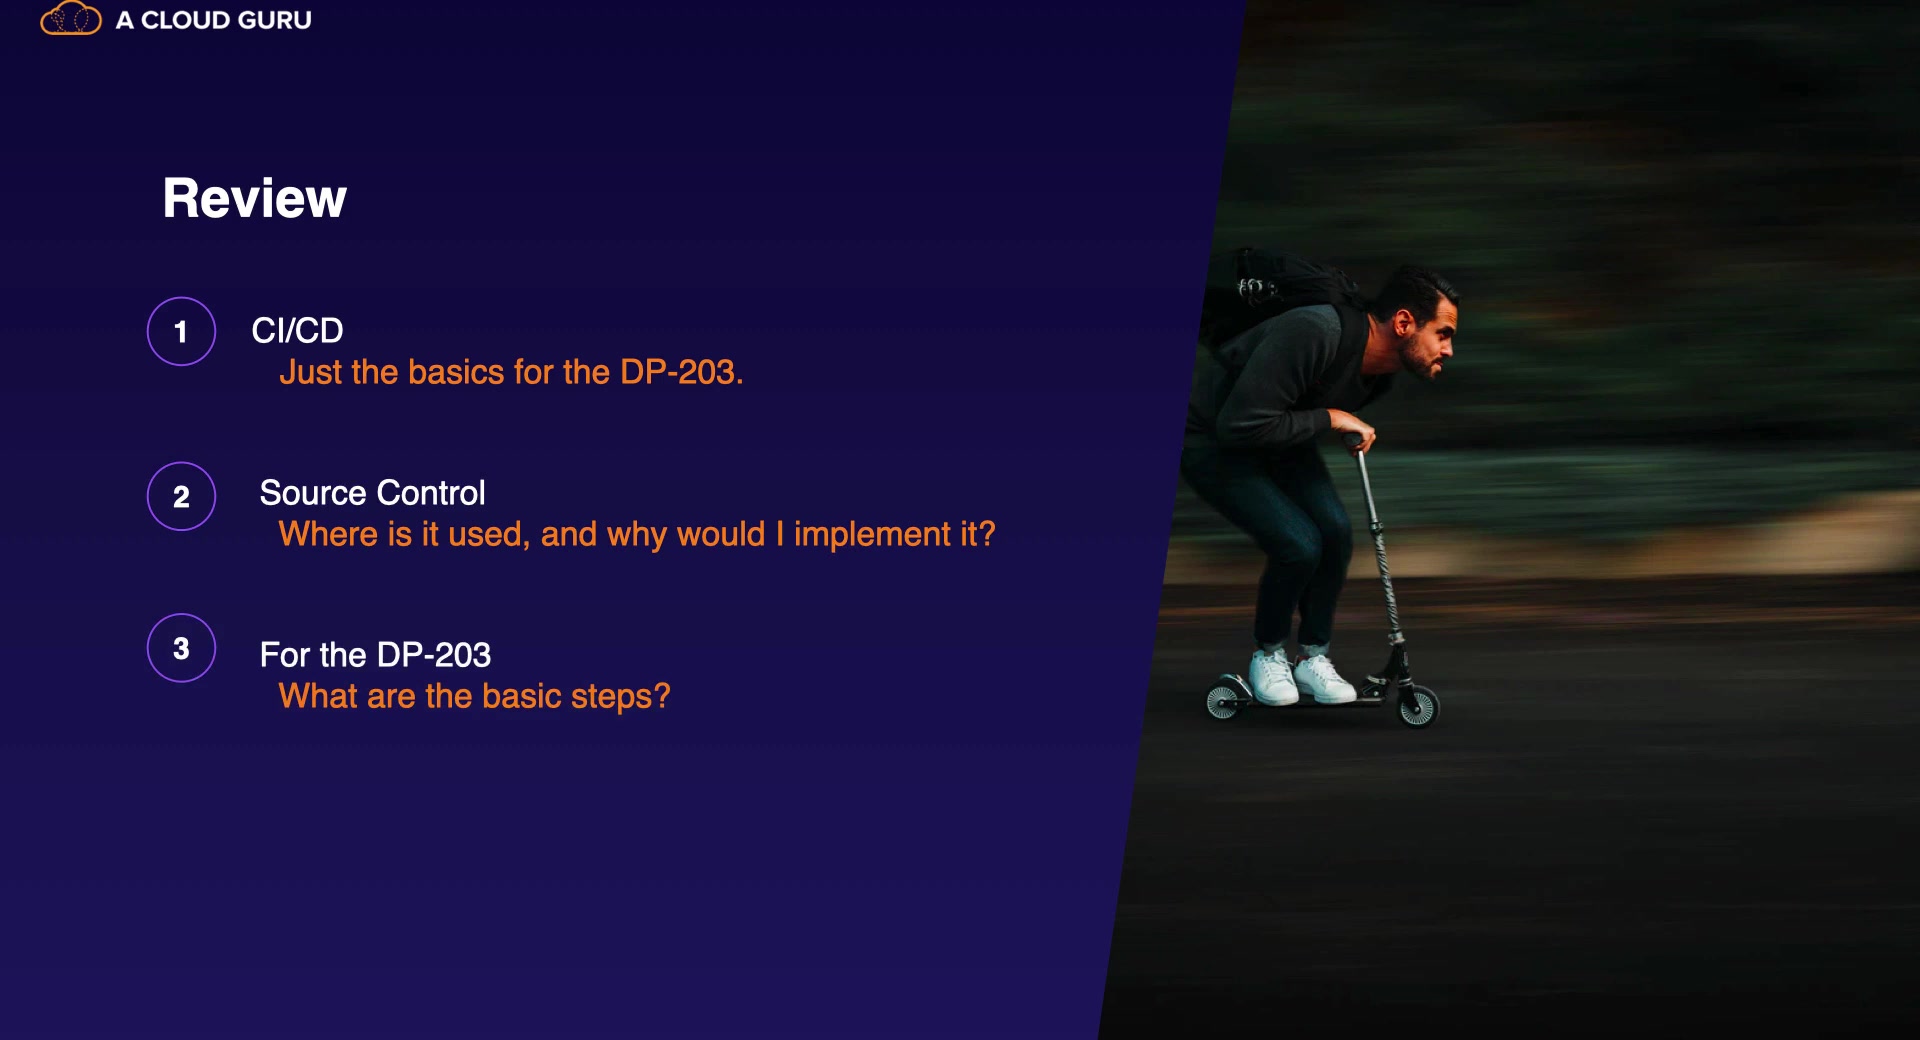 A CLOUD GURU
Review
1
CI/CD
Just the basics for the DP-203.
2
Source Control
Where is it used, and why would I implement it?
3
For the DP-203
What are the basic steps?